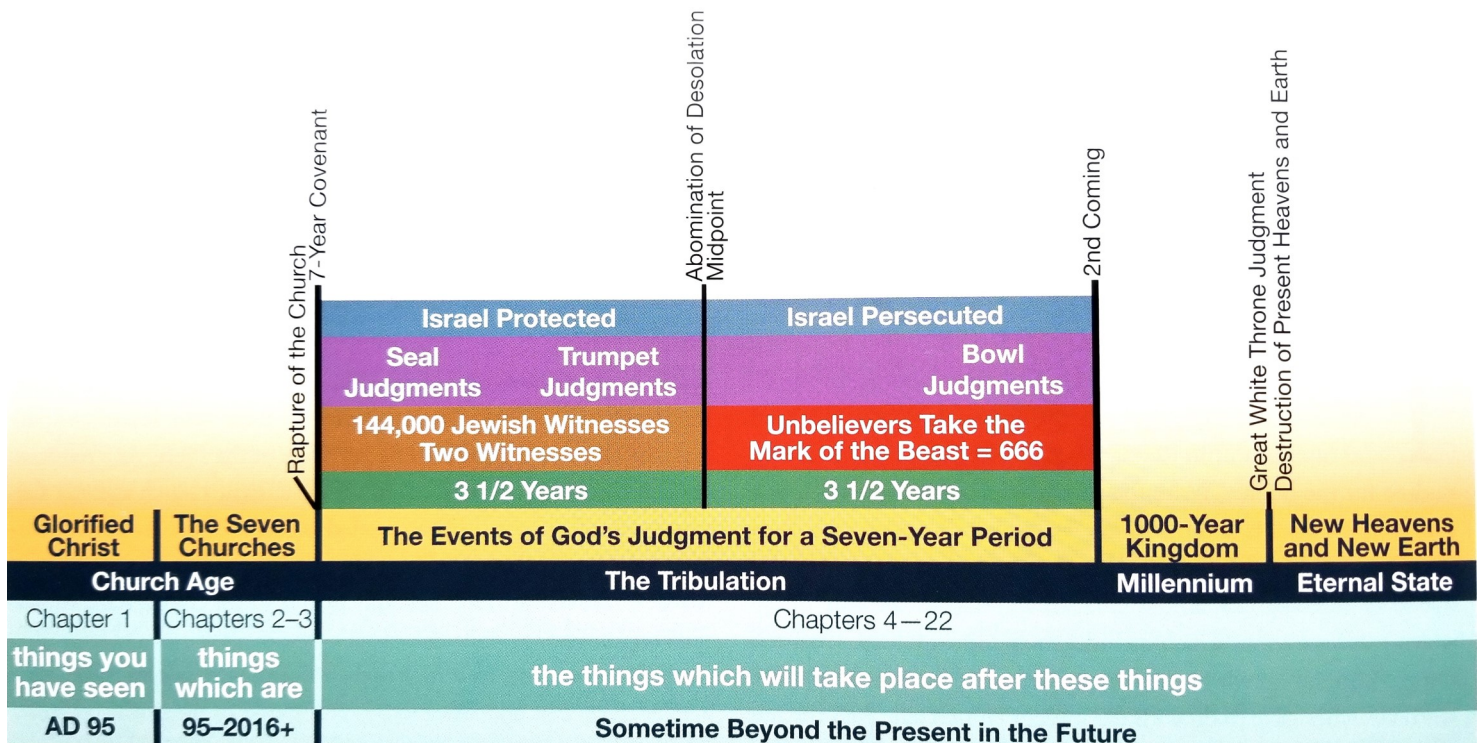 Rapture of the Church
7-Year Covenant
Abomination of Desolation
Midpoint
2nd Coming
Great White Throne Judgment
Destruction of Present Heavens and Earth
Israel Protected
Israel Persecuted
Seal
Judgments
Trumpet
Judgments
Bowl
Judgments
144,000 Jewish Witnesses
Two Witnesses
Unbelievers Take the
Mark of the Beast = 666
3 1/2 Years
3 1/2 Years
Glorified
Christ
The Seven
Churches
The Events of God’s Judgment for a Seven-Year Period
1000-Year
Kingdom
New Heavens
and New Earth
Church Age
The Tribulation
Millennium
Eternal State
Chapter 1
Chapters 2–3
Chapters 4—22
things you
have seen
things
which are
the things which will take place after these things
AD 95
95–2016+
Sometime Beyond the Present in the Future